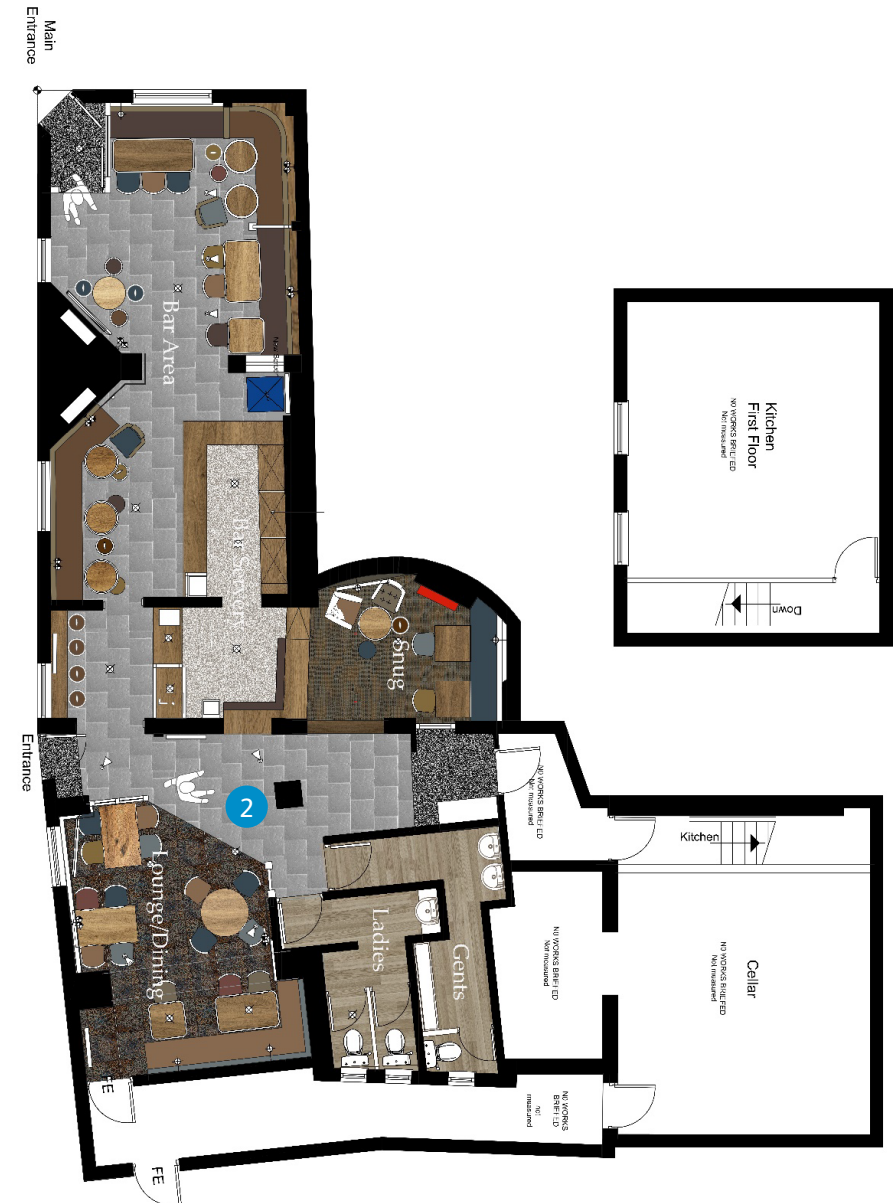 Main
Entrance
Bar Area
Bar Servery
Snug
Kitchen
First Floor
NO WORKS BRIEFED
Not measured
Down
Entrance
2
Lounge/Dining
Ladies
Gents
NO WORKS BRIEFED
Not measured
Kitchen
NO WORKS BRIEFED
Not measured
Cellar
NO WORKS BRIEFED
Not measured
NO WORKS
BRIEFED
not
measured
FE
FE